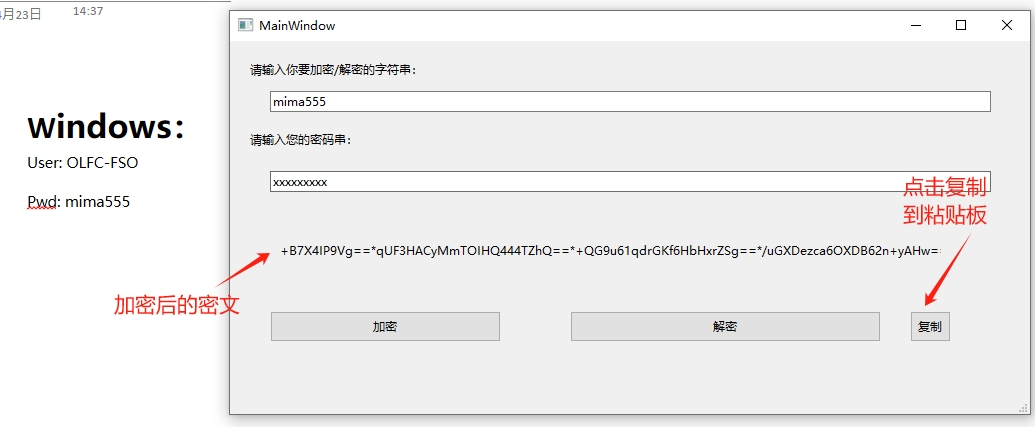 4月23日 14:37
MainWindow
请输入你要加密/解密的字符串：
mima555
Windows：
请输入您的密码串：
User: OLFC-FSO
xxxxxxxxx
点击复制
到粘贴板
Pwd: mima555
+B7X4IP9Vg==*qUF3HACyMmTOIHQ444TZhQ==*+QG9u61qdrGKf6HbHxrZSg==*/uGXDezca6OXDB62n+yAHw=
加密后的密文
加密 解密 复制